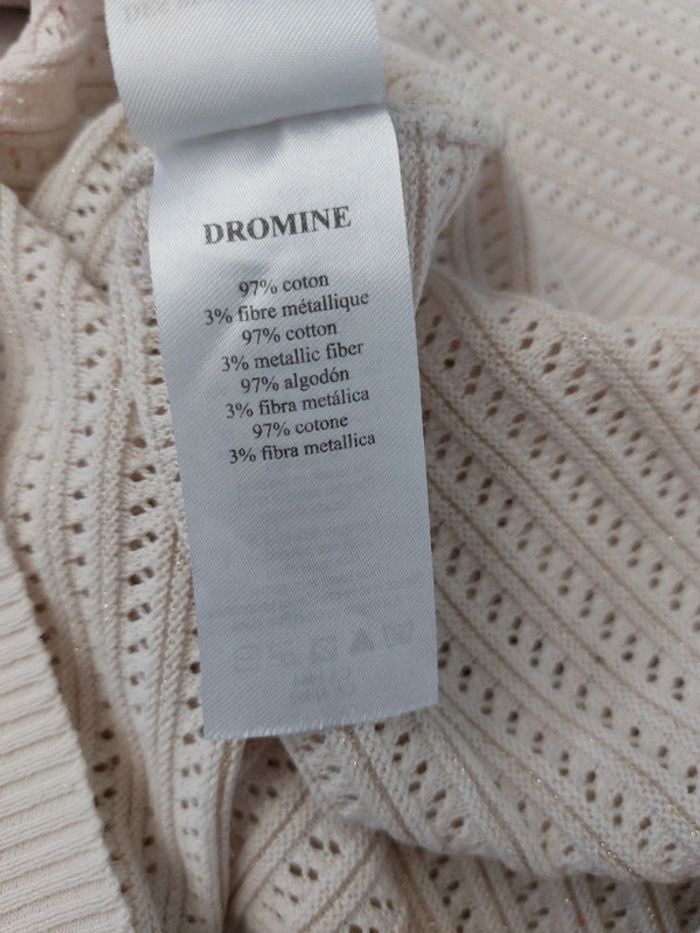 DROMINE
97% coton
3% fibre métallique
97% cotton
3% metallic fiber
97% algodón
3% fibra metálica
97% cotone
3% fibra metallica